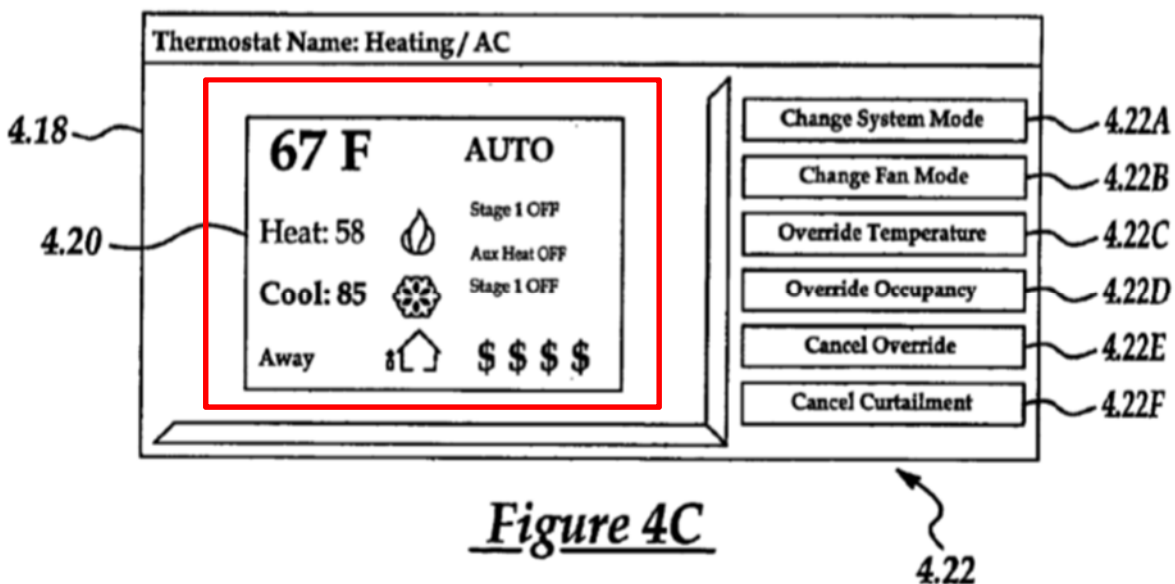 Thermostat Name: Heating / AC
4.18
4.20
67 F
AUTO
Heat: 58
Stage 1 OFF
Aux Heat OFF
Cool: 85
Stage 1 OFF
Away
$ $ $ $
Change System Mode
4.22A
Change Fan Mode
4.22B
Override Temperature
4.22C
Override Occupancy
4.22D
Cancel Override
4.22E
Cancel Curtailment
4.22F
Figure 4C
4.22